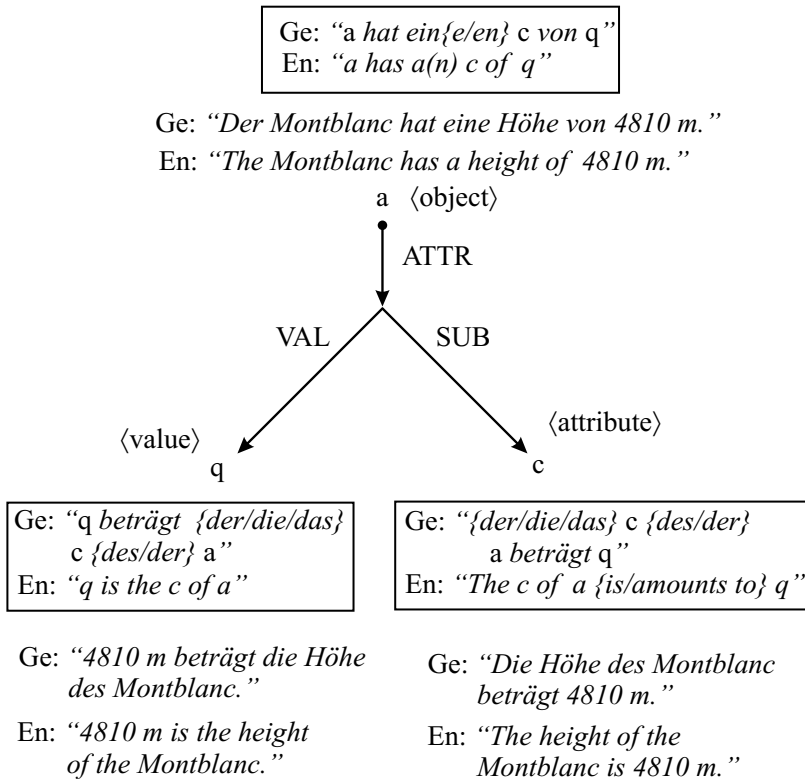 Ge: “a hat ein{e/en} c von q”
En: “a has a(n) c of q”
Ge: “Der Montblanc hat eine Höhe von 4810 m.”
En: “The Montblanc has a height of 4810 m.”
a ⟨object⟩
ATTR
VAL SUB
⟨value⟩ ⟨attribute⟩
q c
Ge: “q beträgt {der/die/das}
c {des/der} a”
En: “q is the c of a”
Ge: “{der/die/das} c {des/der}
a beträgt q”
En: “The c of a {is/amounts to} q”
Ge: “4810 m beträgt die Höhe
des Montblanc.”
En: “4810 m is the height
of the Montblanc.”
Ge: “Die Höhe des Montblanc
beträgt 4810 m.”
En: “The height of the
Montblanc is 4810 m.”